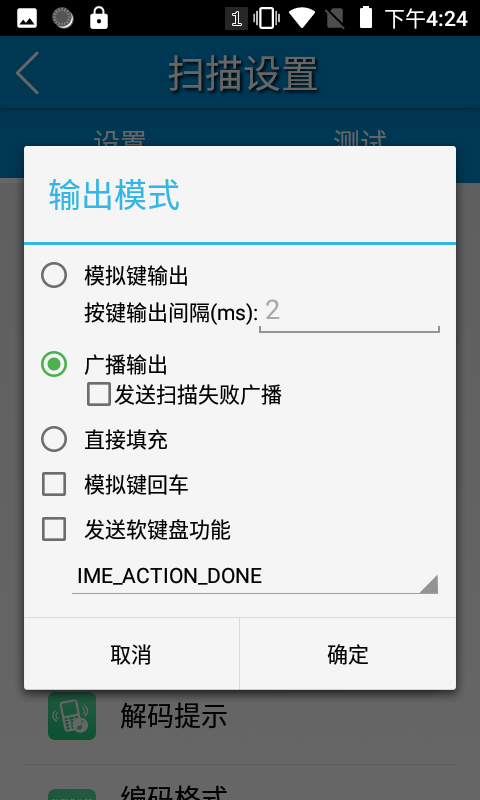 1 下午4:24
扫描设置
设置 测试
输出模式
模拟键输出
按键输出间隔(ms): 2
广播输出
发送扫描失败广播
直接填充
模拟键回车
发送软键盘功能
IME_ACTION_DONE
取消 确定
解码提示
编码格式